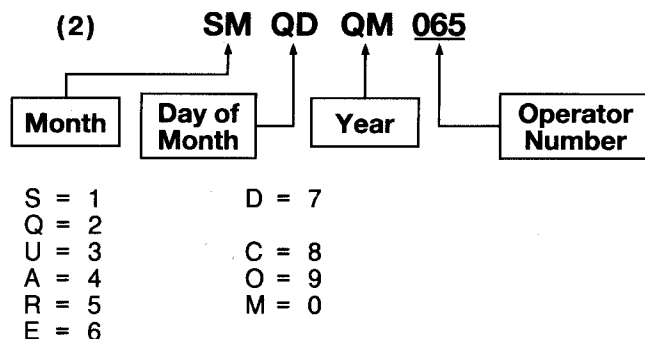 (2) SM QD QM 065
Month
Day of
Month
Year
Operator
Number
S = 1
Q = 2
U = 3
A = 4
R = 5
E = 6
D = 7
C = 8
O = 9
M = 0